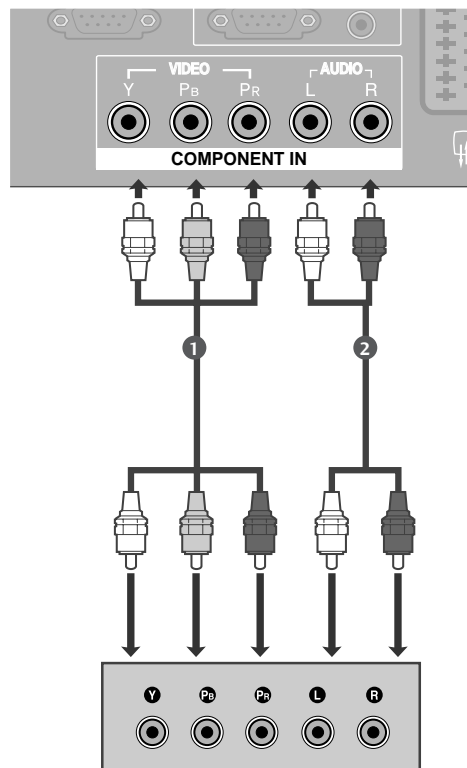 VIDEO AUDIO
Y PB PR L R
COMPONENT IN
1 2
Y PB PR L R